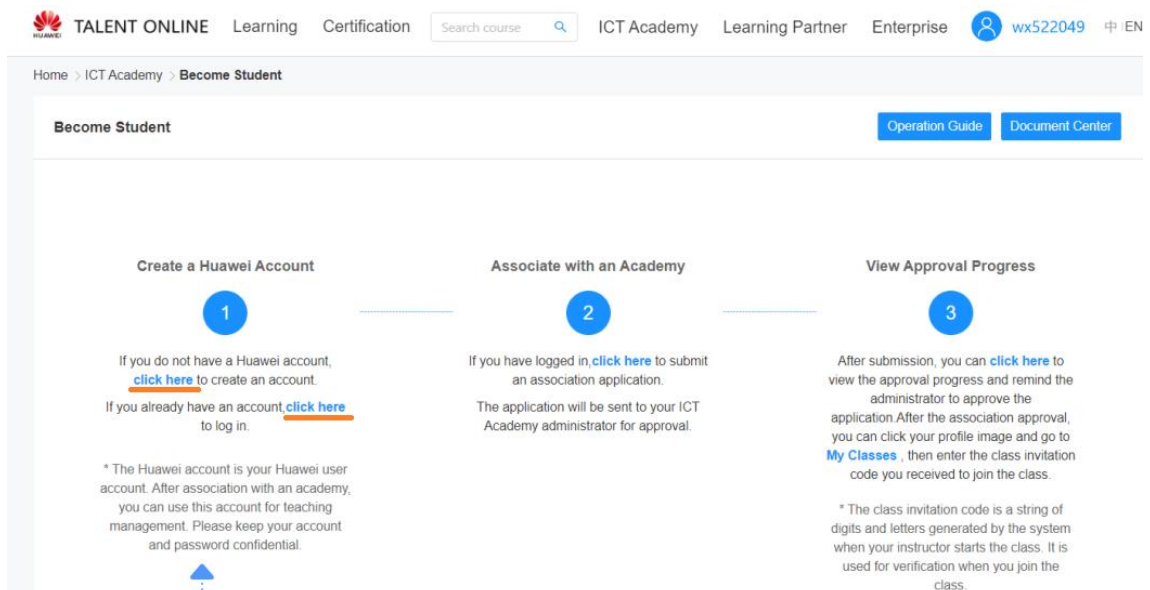 HUAWEI TALENT ONLINE Learning Certification Search course ICT Academy Learning Partner Enterprise wx522049 中 | EN
Home > ICT Academy > Become Student
Become Student Operation Guide Document Center
Create a Huawei Account
1
If you do not have a Huawei account,
click here to create an account.
If you already have an account,click here
to log in.
* The Huawei account is your Huawei user
account. After association with an academy,
you can use this account for teaching
management. Please keep your account
and password confidential.
Associate with an Academy
2
If you have logged in,click here to submit
an association application.
The application will be sent to your ICT
Academy administrator for approval.
View Approval Progress
3
After submission, you can click here to
view the approval progress and remind the
administrator to approve the
application.After the association approval,
you can click your profile image and go to
My Classes , then enter the class invitation
code you received to join the class.
* The class invitation code is a string of
digits and letters generated by the system
when your instructor starts the class. It is
used for verification when you join the
class.